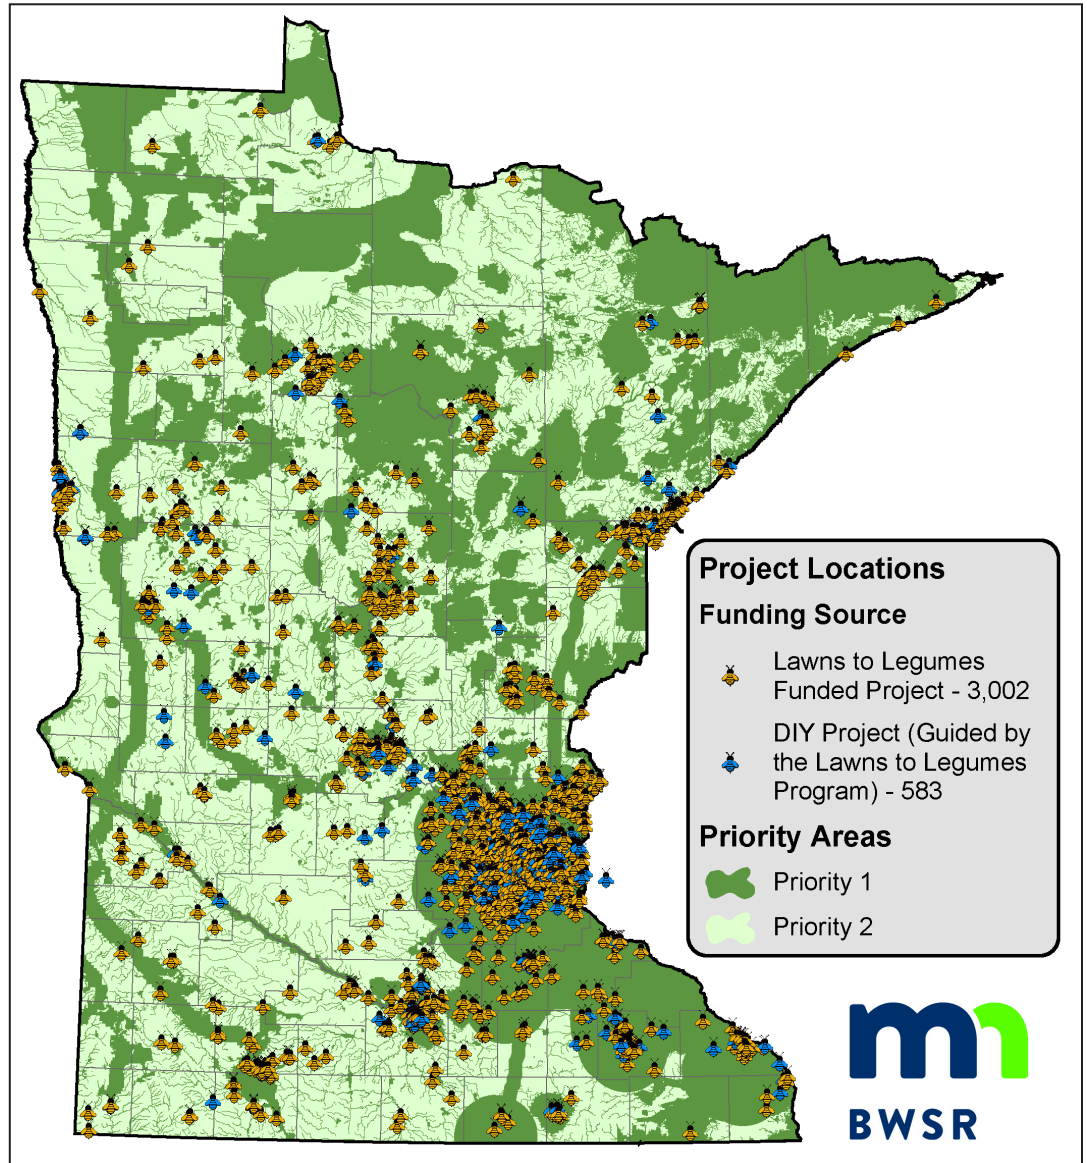 Project Locations
Funding Source
Lawns to Legumes
Funded Project - 3,002
DIY Project (Guided by
the Lawns to Legumes
Program) - 583
Priority Areas
Priority 1
Priority 2
mn
BWSR